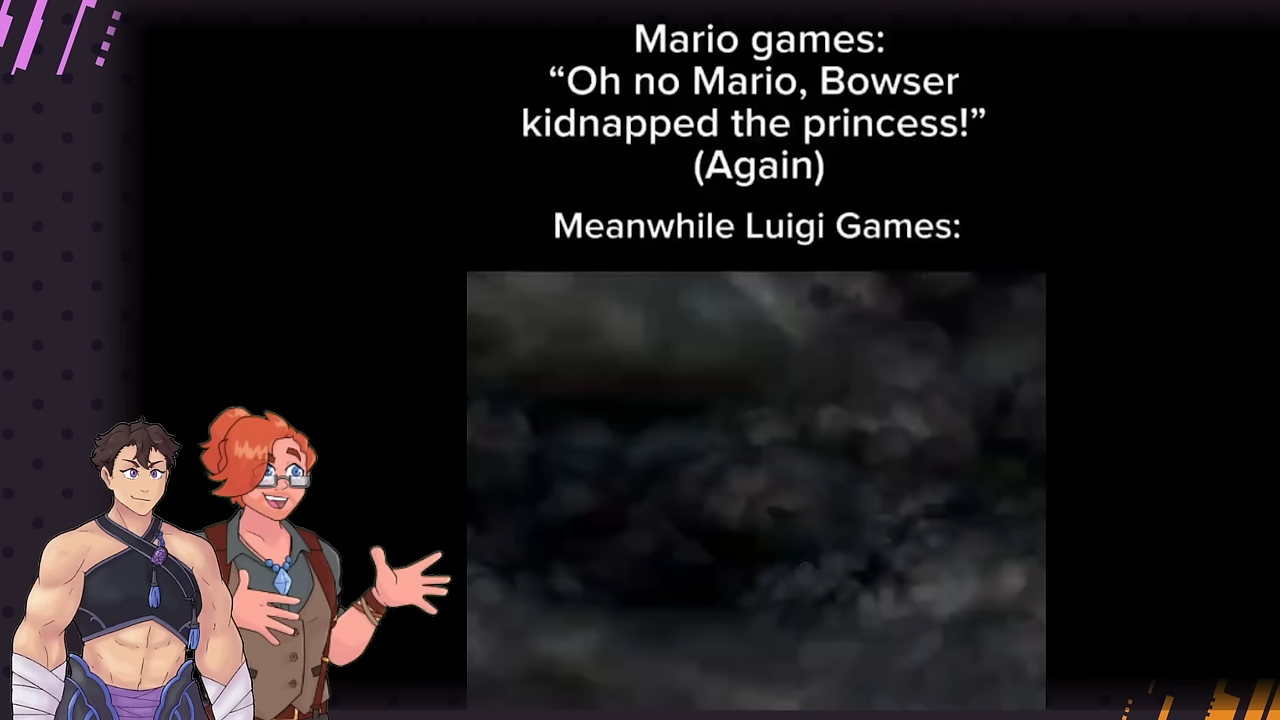 Mario games:
“Oh no Mario, Bowser
kidnapped the princess!”
(Again)
Meanwhile Luigi Games: